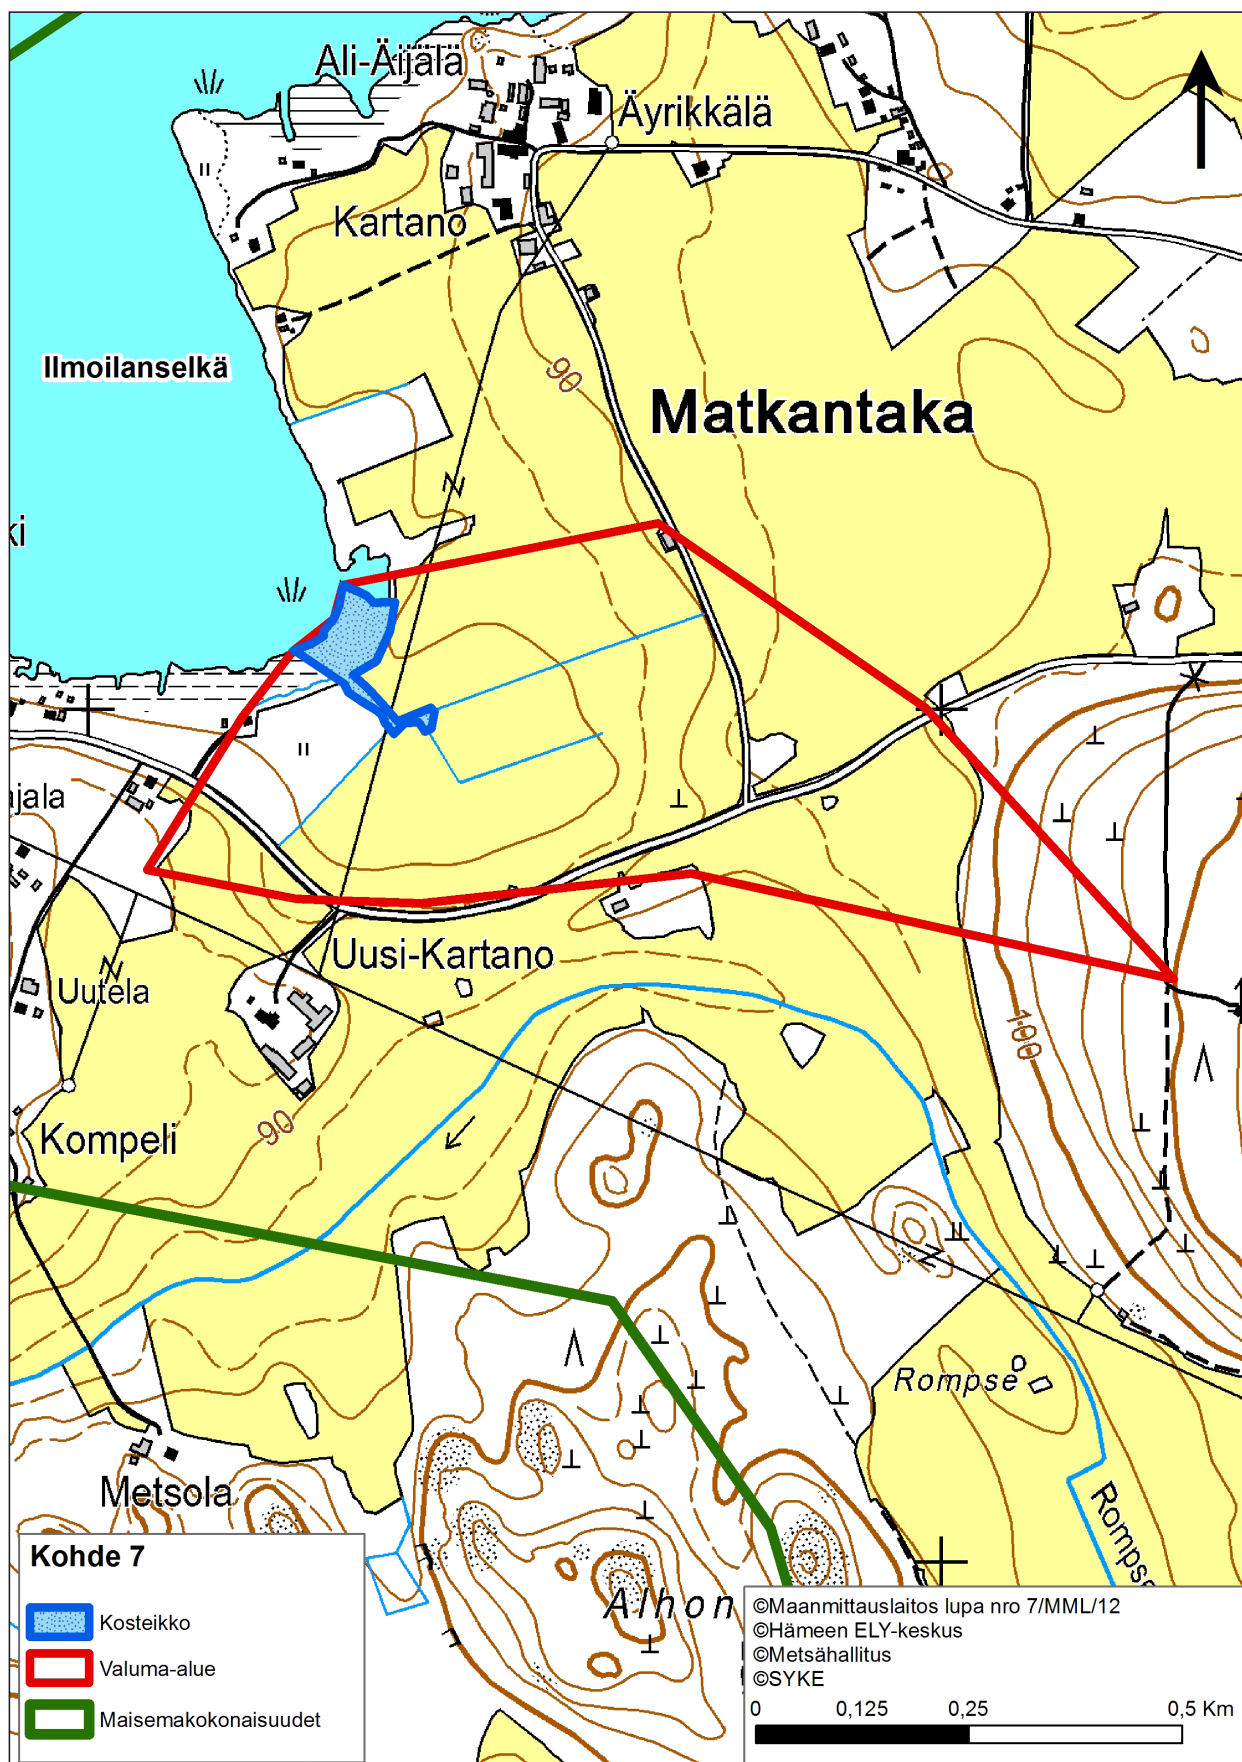 Ali-Äijälä
Äyrikkälä
Kartano
Ilmoilanselkä
90
Matkantaka
ki
ajala
Uusi-Kartano
Uutela
100
90
Kompeli
Rompse
Metsola
Rompse
Alhon
Kohde 7
Kosteikko
Valuma-alue
Maisemakokonaisuudet
©Maanmittauslaitos lupa nro 7/MML/12
©Hämeen ELY-keskus
©Metsähallitus
©SYKE
0 0,125 0,25 0,5 Km